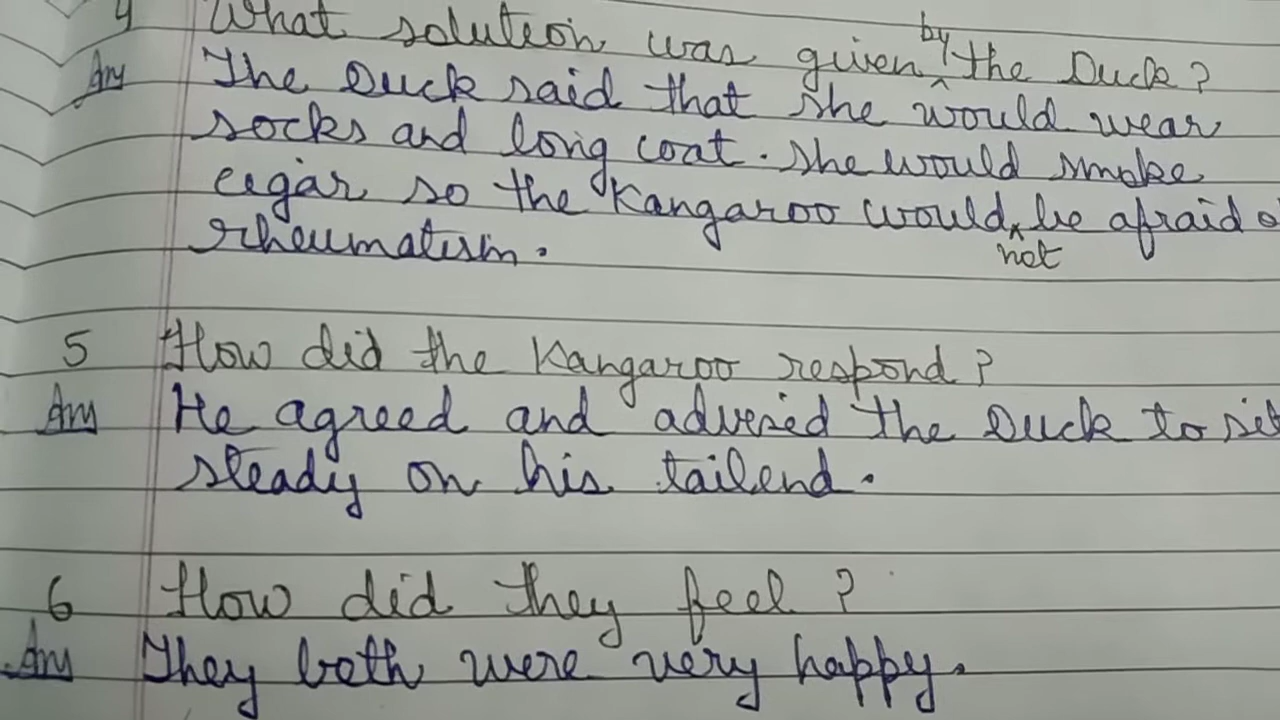 4 What solution was given by the Duck?
Ans The Duck said that she would wear
socks and long coat. She would smoke
cigar so the Kangaroo would not be afraid o
rheumatism.
5 How did the Kangaroo respond?
Ans He agreed and advised the Duck to sit
steady on his tailend.
6 How did they feel?
Ans They both were very happy.